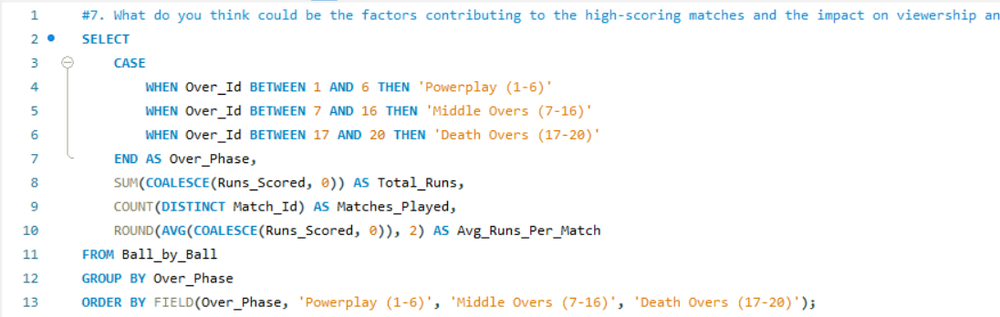 1 #7. What do you think could be the factors contributing to the high-scoring matches and the impact on viewership an
2 SELECT
3 CASE
4 WHEN Over_Id BETWEEN 1 AND 6 THEN 'Powerplay (1-6)'
5 WHEN Over_Id BETWEEN 7 AND 16 THEN 'Middle Overs (7-16)'
6 WHEN Over_Id BETWEEN 17 AND 20 THEN 'Death Overs (17-20)'
7 END AS Over_Phase,
8 SUM(COALESCE(Runs_Scored, 0)) AS Total_Runs,
9 COUNT(DISTINCT Match_Id) AS Matches_Played,
10 ROUND(AVG(COALESCE(Runs_Scored, 0)), 2) AS Avg_Runs_Per_Match
11 FROM Ball_by_Ball
12 GROUP BY Over_Phase
13 ORDER BY FIELD(Over_Phase, 'Powerplay (1-6)', 'Middle Overs (7-16)', 'Death Overs (17-20)');